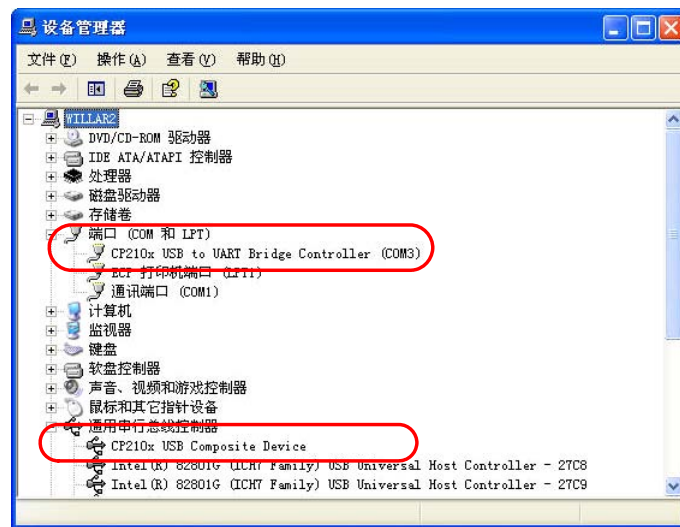 设备管理器
文件(F) 操作(A) 查看(V) 帮助(H)
WILLAR2
DVD/CD-ROM 驱动器
IDE ATA/ATAPI 控制器
处理器
磁盘驱动器
存储卷
端口 (COM 和 LPT)
CP210x USB to UART Bridge Controller (COM3)
ECP 打印机端口 (LPT1)
通讯端口 (COM1)
计算机
监视器
键盘
软盘控制器
声音、视频和游戏控制器
鼠标和其它指针设备
通用串行总线控制器
CP210x USB Composite Device
Intel(R) 82801G (ICH7 Family) USB Universal Host Controller - 27C8
Intel(R) 82801G (ICH7 Family) USB Universal Host Controller - 27C9